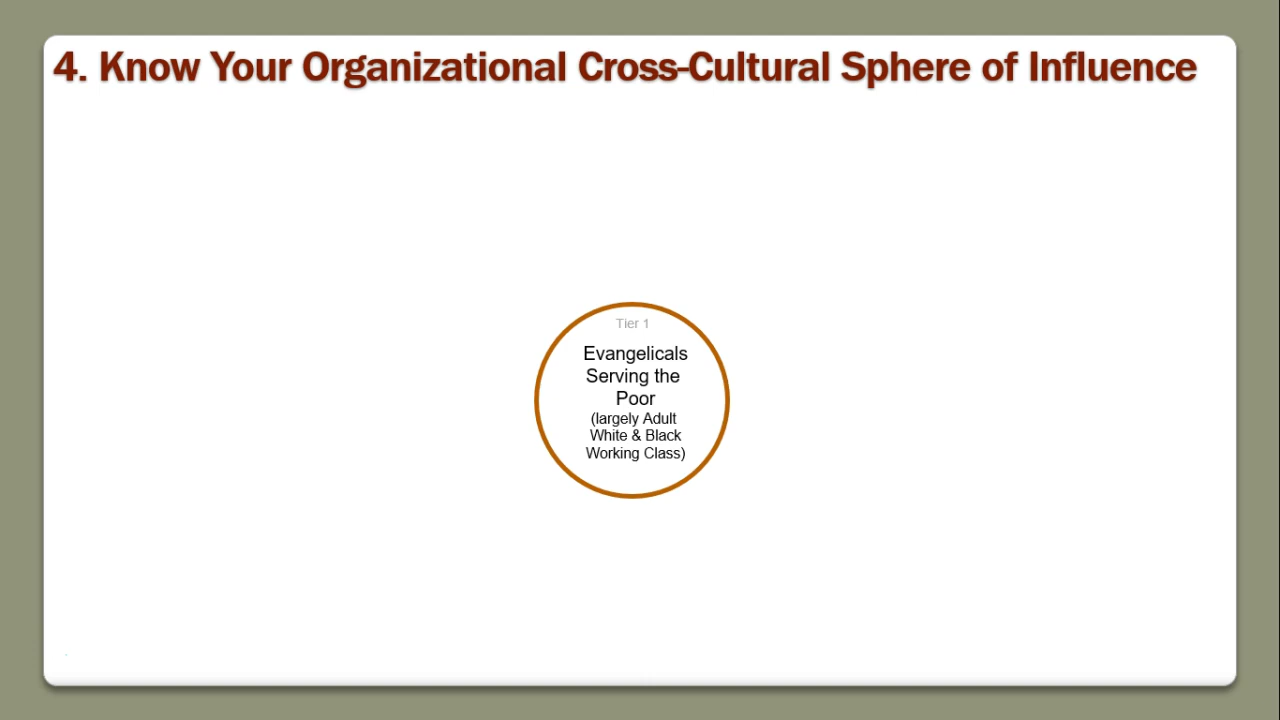 4. Know Your Organizational Cross-Cultural Sphere of Influence
Tier 1
Evangelicals
Serving the
Poor
(largely Adult
White & Black
Working Class)